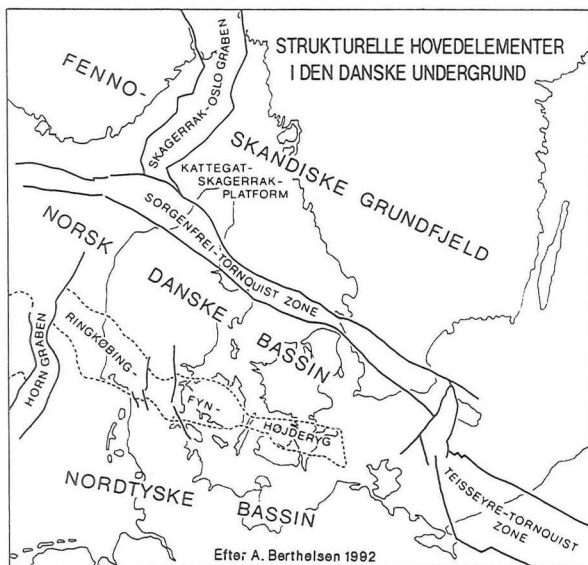 STRUKTURELLE HOVEDELEMENTER
I DEN DANSKE UNDERGRUND
FENNO-
SKAGERRAK-OSLO GRABEN
SKANDISKE GRUNDFJELD
KATTEGAT-
SKAGERRAK-
PLATFORM
SORGENFREI-TORNQUIST ZONE
NORSK
DANSKE
BASSIN
HORN GRABEN
RINGKØBING-
FYN-
HØJDERYG
NORDTYSKE
BASSIN
TEISSEYRE-TORNQUIST
ZONE
Efter A. Berthelsen 1992